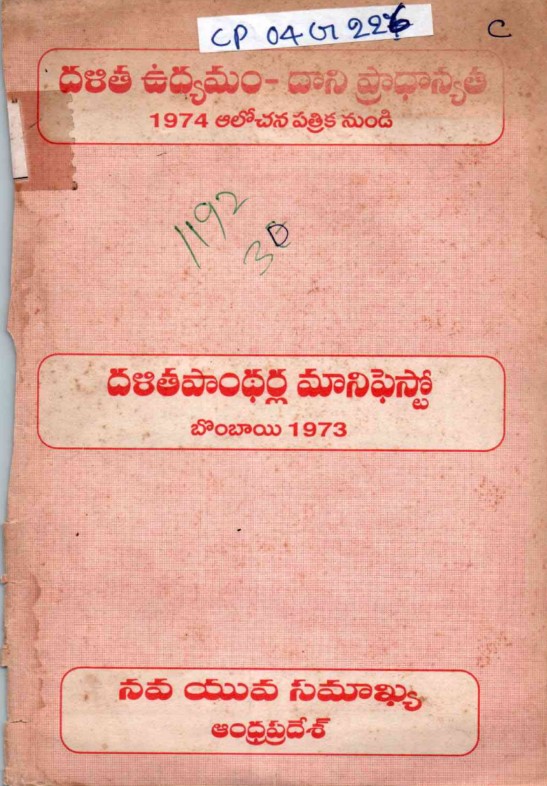 CP 04 G 226
C
దళిత ఉద్యమం - దాని ప్రాధాన్యత
1974 ఆలోచన పత్రిక నుండి
1192
30
దళితపాంథర్ల మానిఫెస్టో
బొంబాయి 1973
నవ యువ సమాఖ్య
ఆంధ్రప్రదేశ్